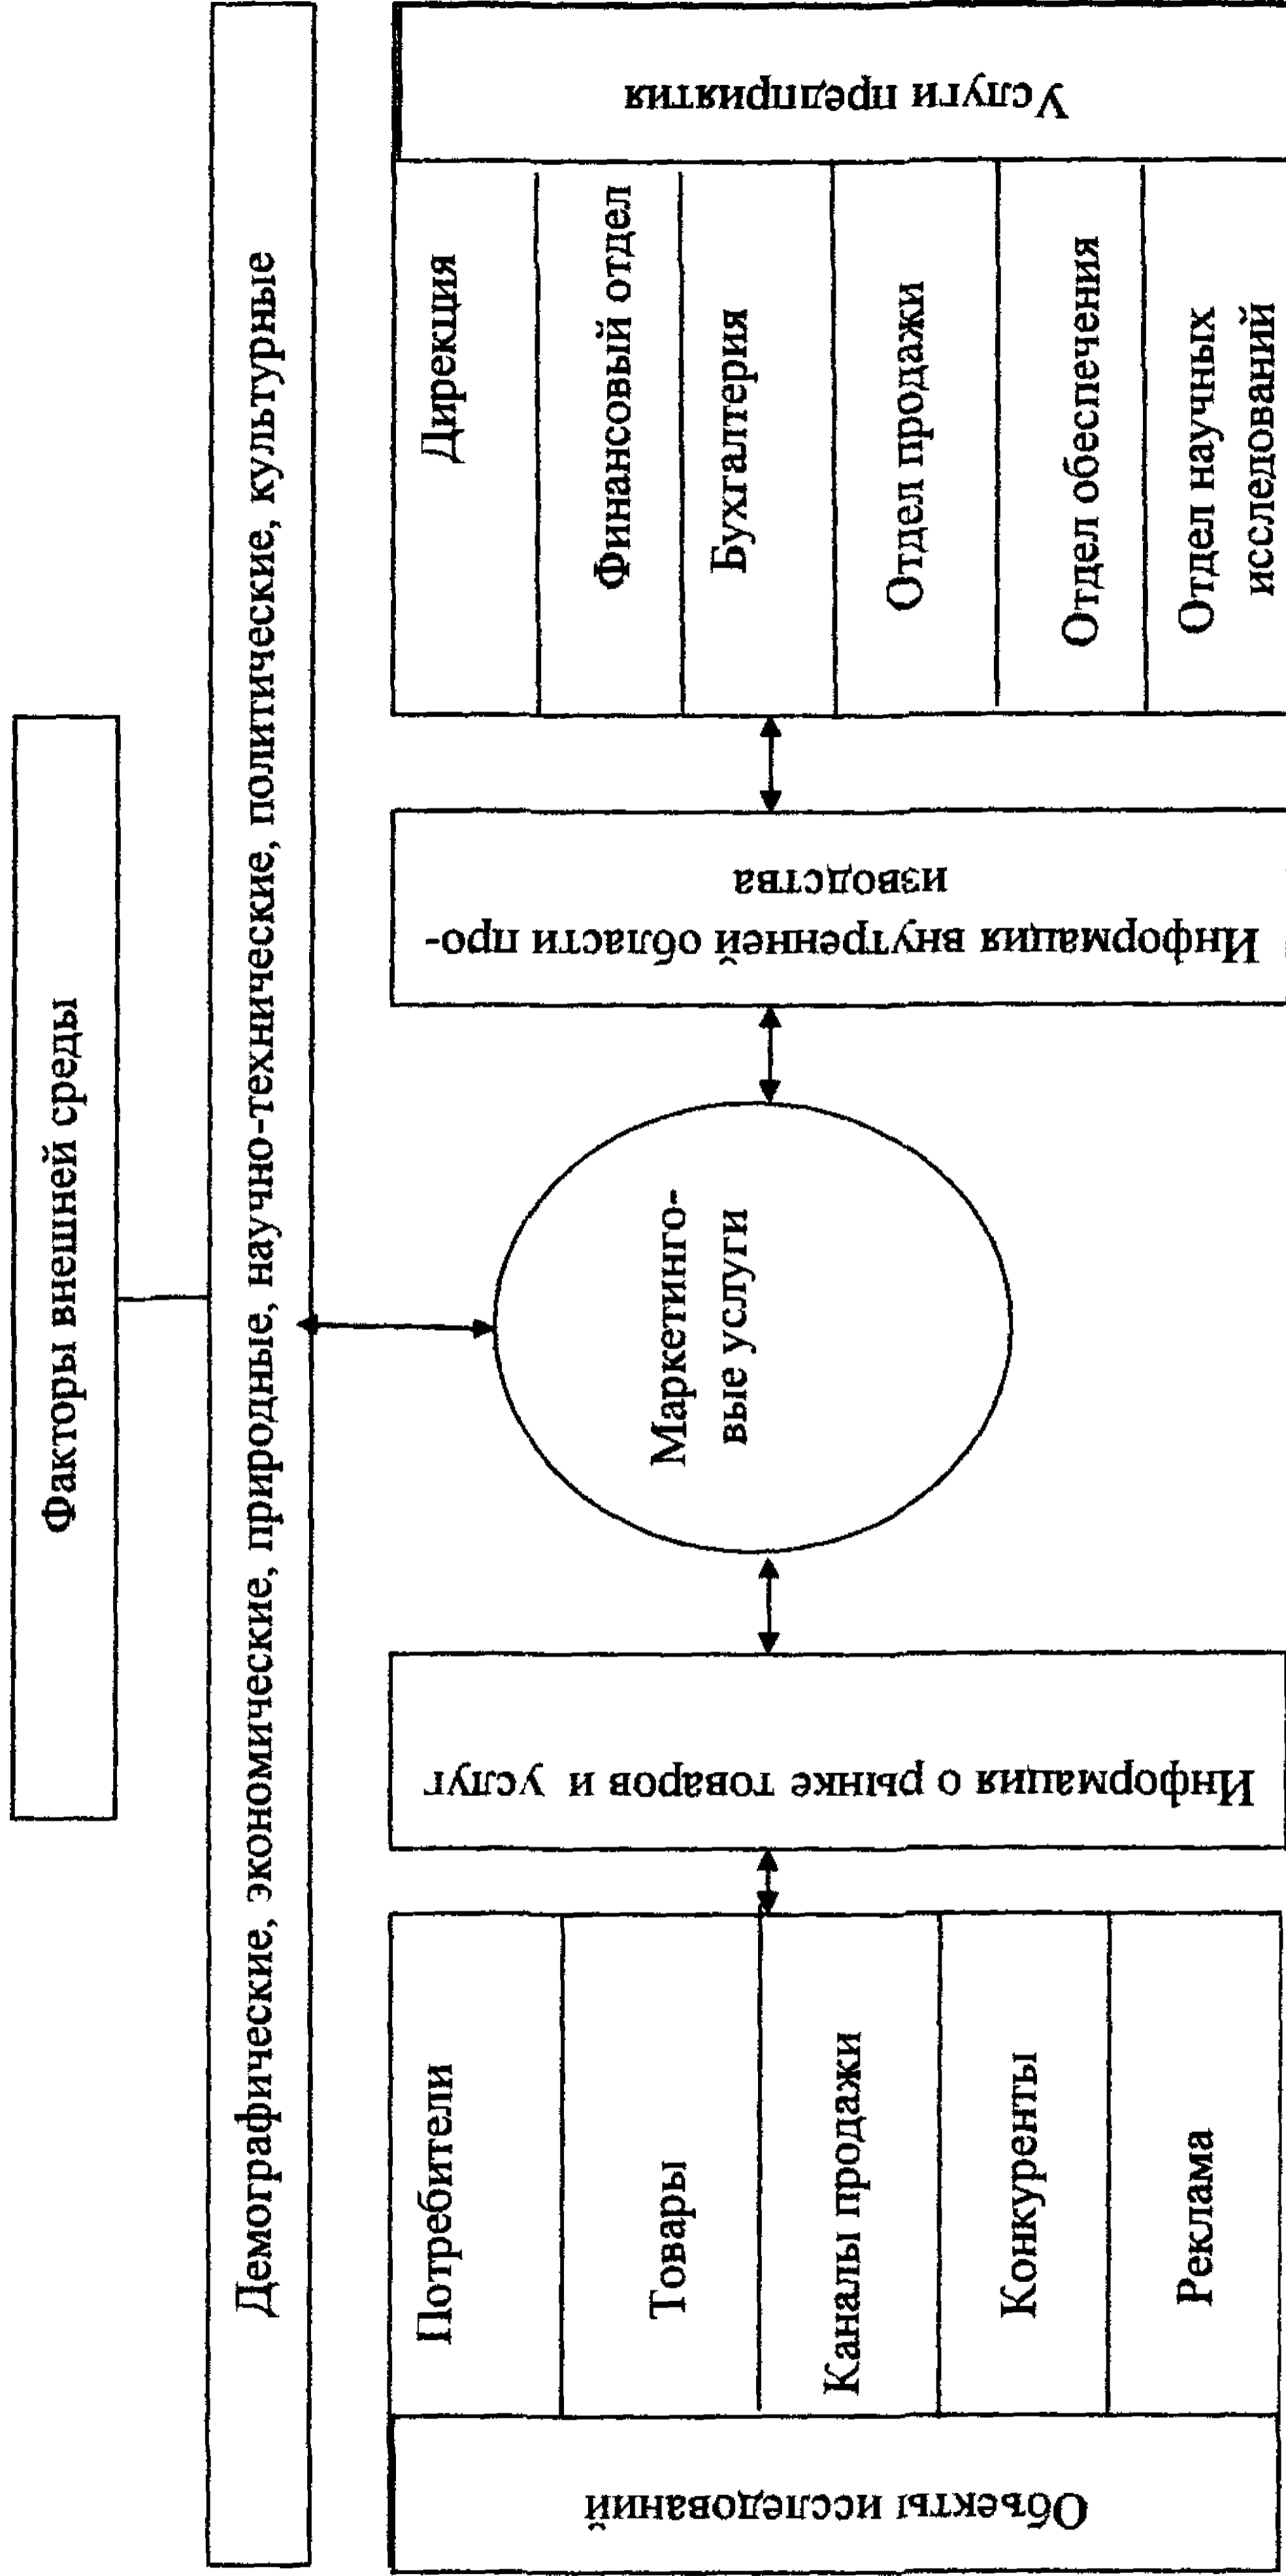 Факторы внешней среды
Демографические, экономические, природные, научно-технические, политические, культурные
Объекты исследований
Потребители
Товары
Каналы продажи
Конкуренты
Реклама
Информация о рынке товаров и услуг
Маркетинго-
вые услуги
Информация внутренней области про-
изводства
Дирекция
Финансовый отдел
Бухгалтерия
Отдел продажи
Отдел обеспечения
Отдел научных
исследований
Услуги предприятия